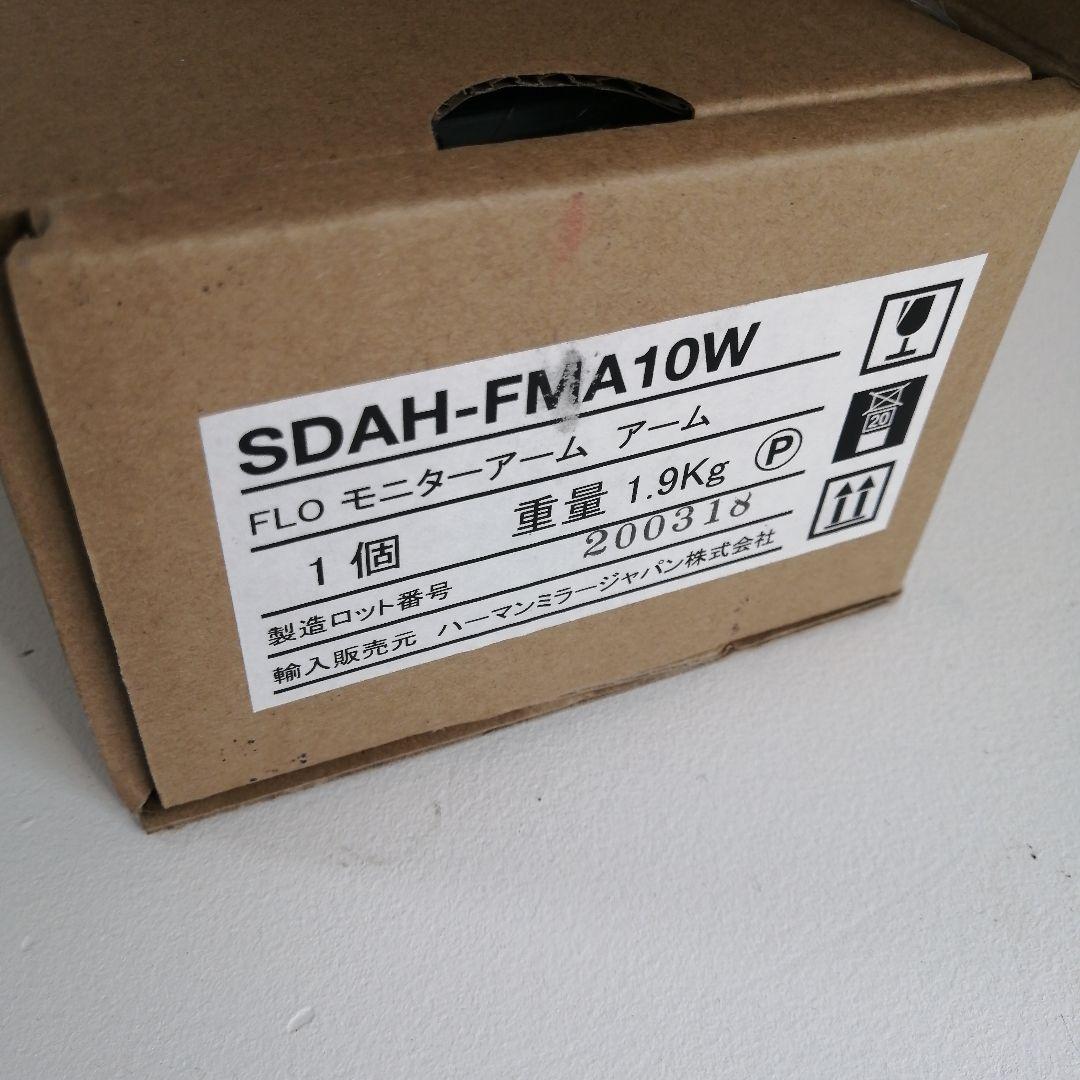 SDAH-FMA10W
FLO モニターアーム アーム
1 個 重量 1.9Kg Ⓟ
製造ロット番号 200318
輸入販売元 ハーマンミラージャパン株式会社
20